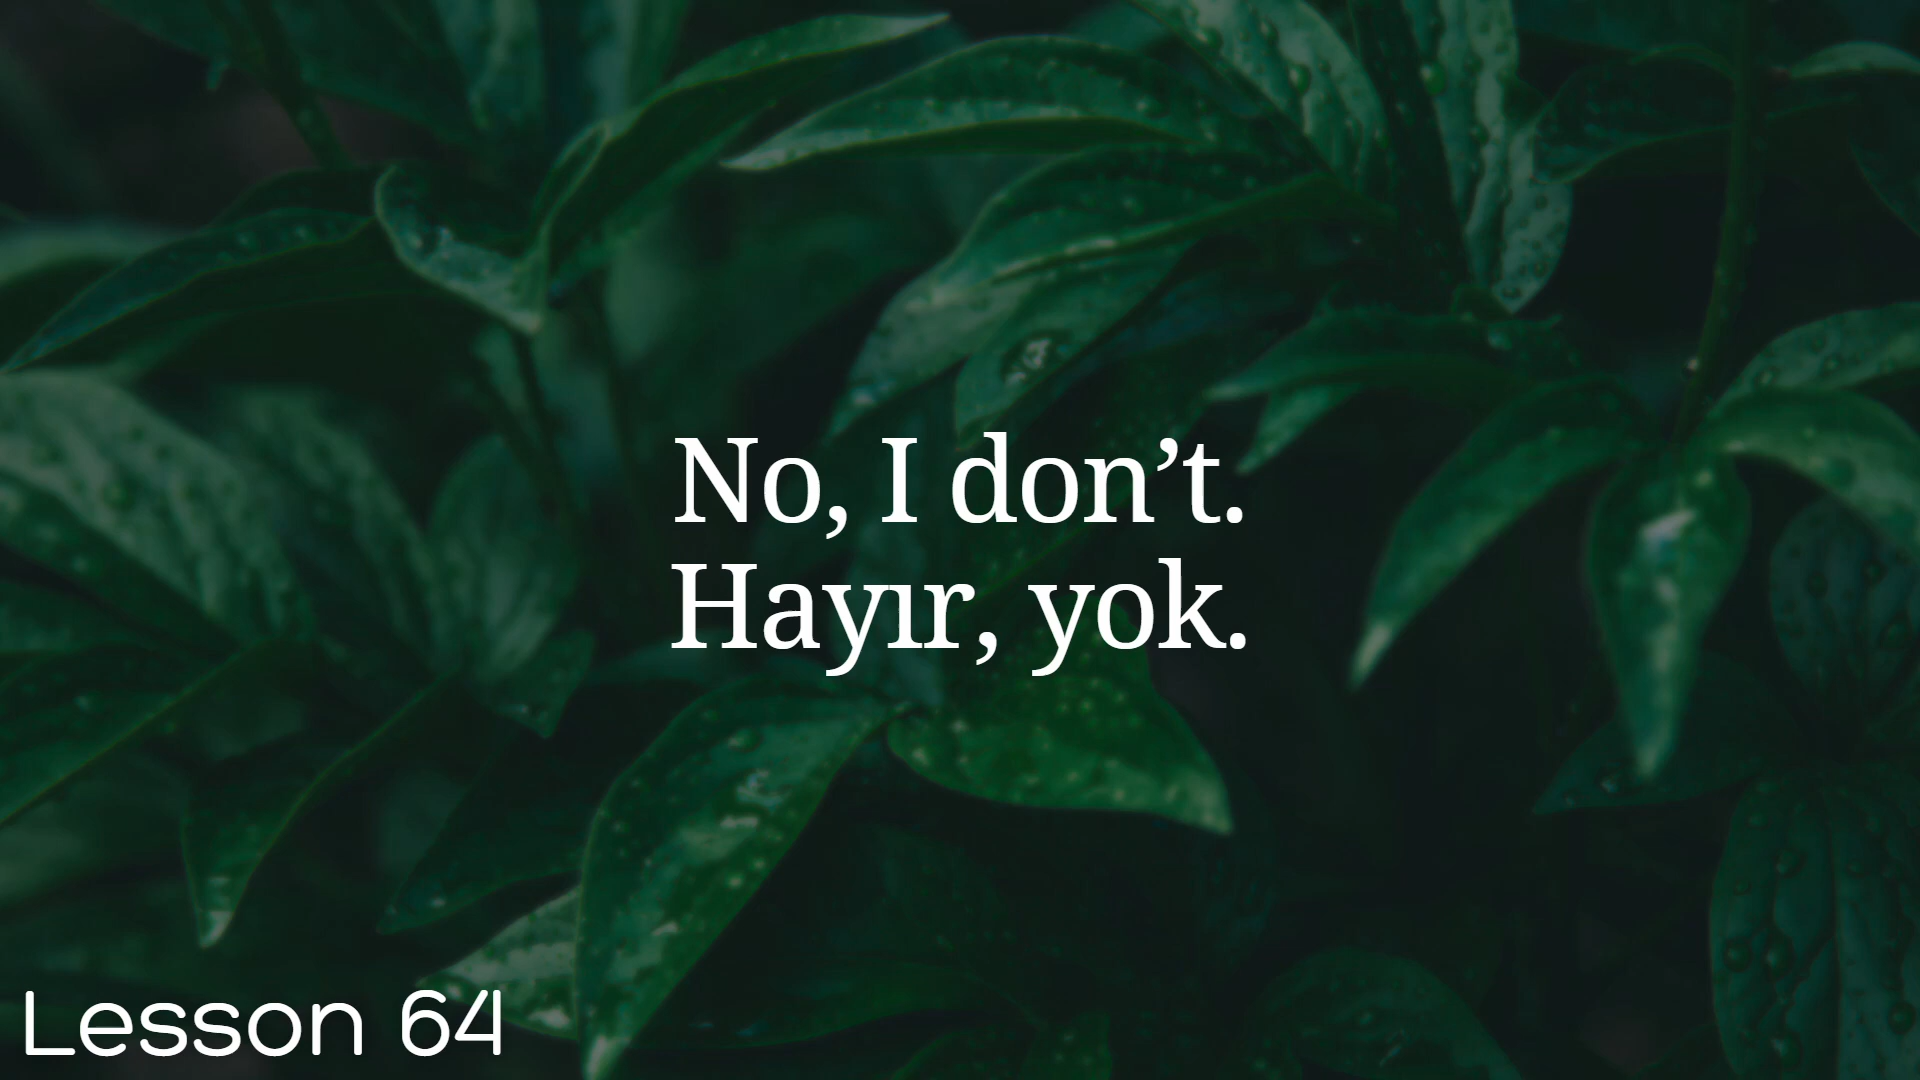 No, I don’t.
Hayır, yok.
Lesson 64